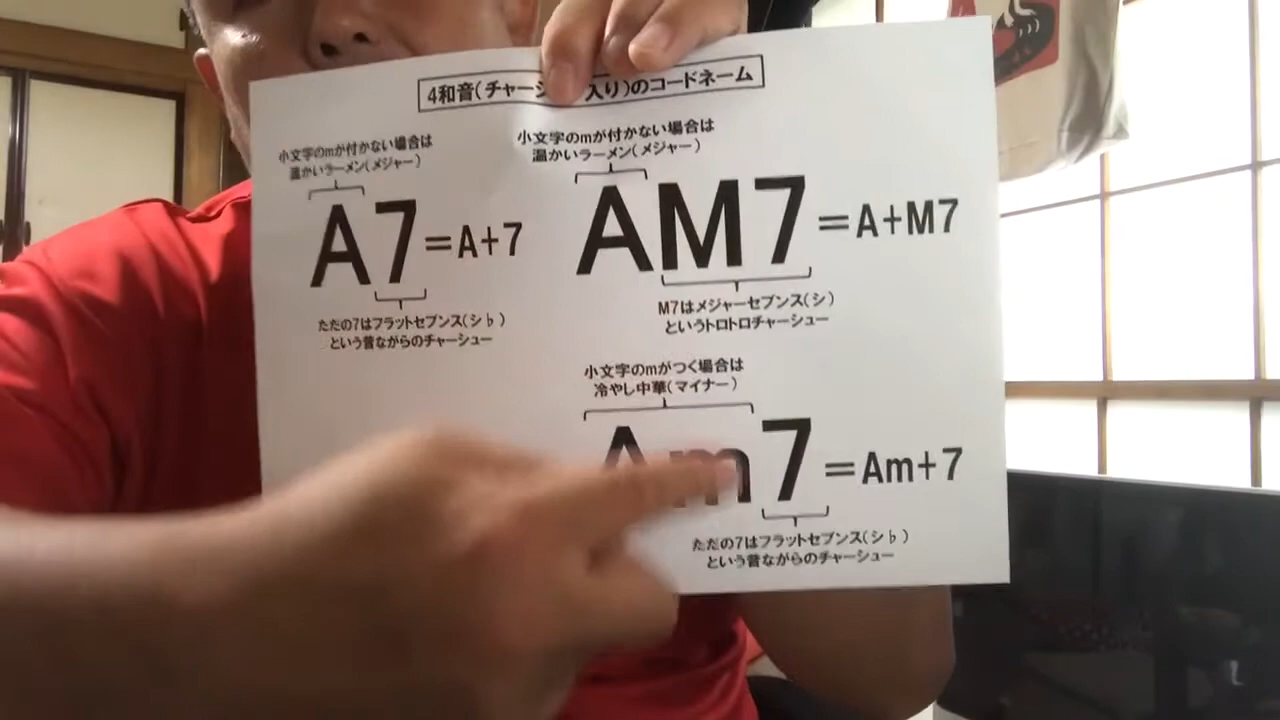 4和音(チャーシ 入り)のコードネーム
小文字のmが付かない場合は
温かいラーメン(メジャー)
A7=A+7
ただの7はフラットセブンス(シ♭)
という昔ながらのチャーシュー
小文字のmが付かない場合は
温かいラーメン(メジャー)
AM7=A+M7
M7はメジャーセブンス(シ)
というトロトロチャーシュー
小文字のmがつく場合は
冷やし中華(マイナー)
Am7=Am+7
ただの7はフラットセブンス(シ♭)
という昔ながらのチャーシュー